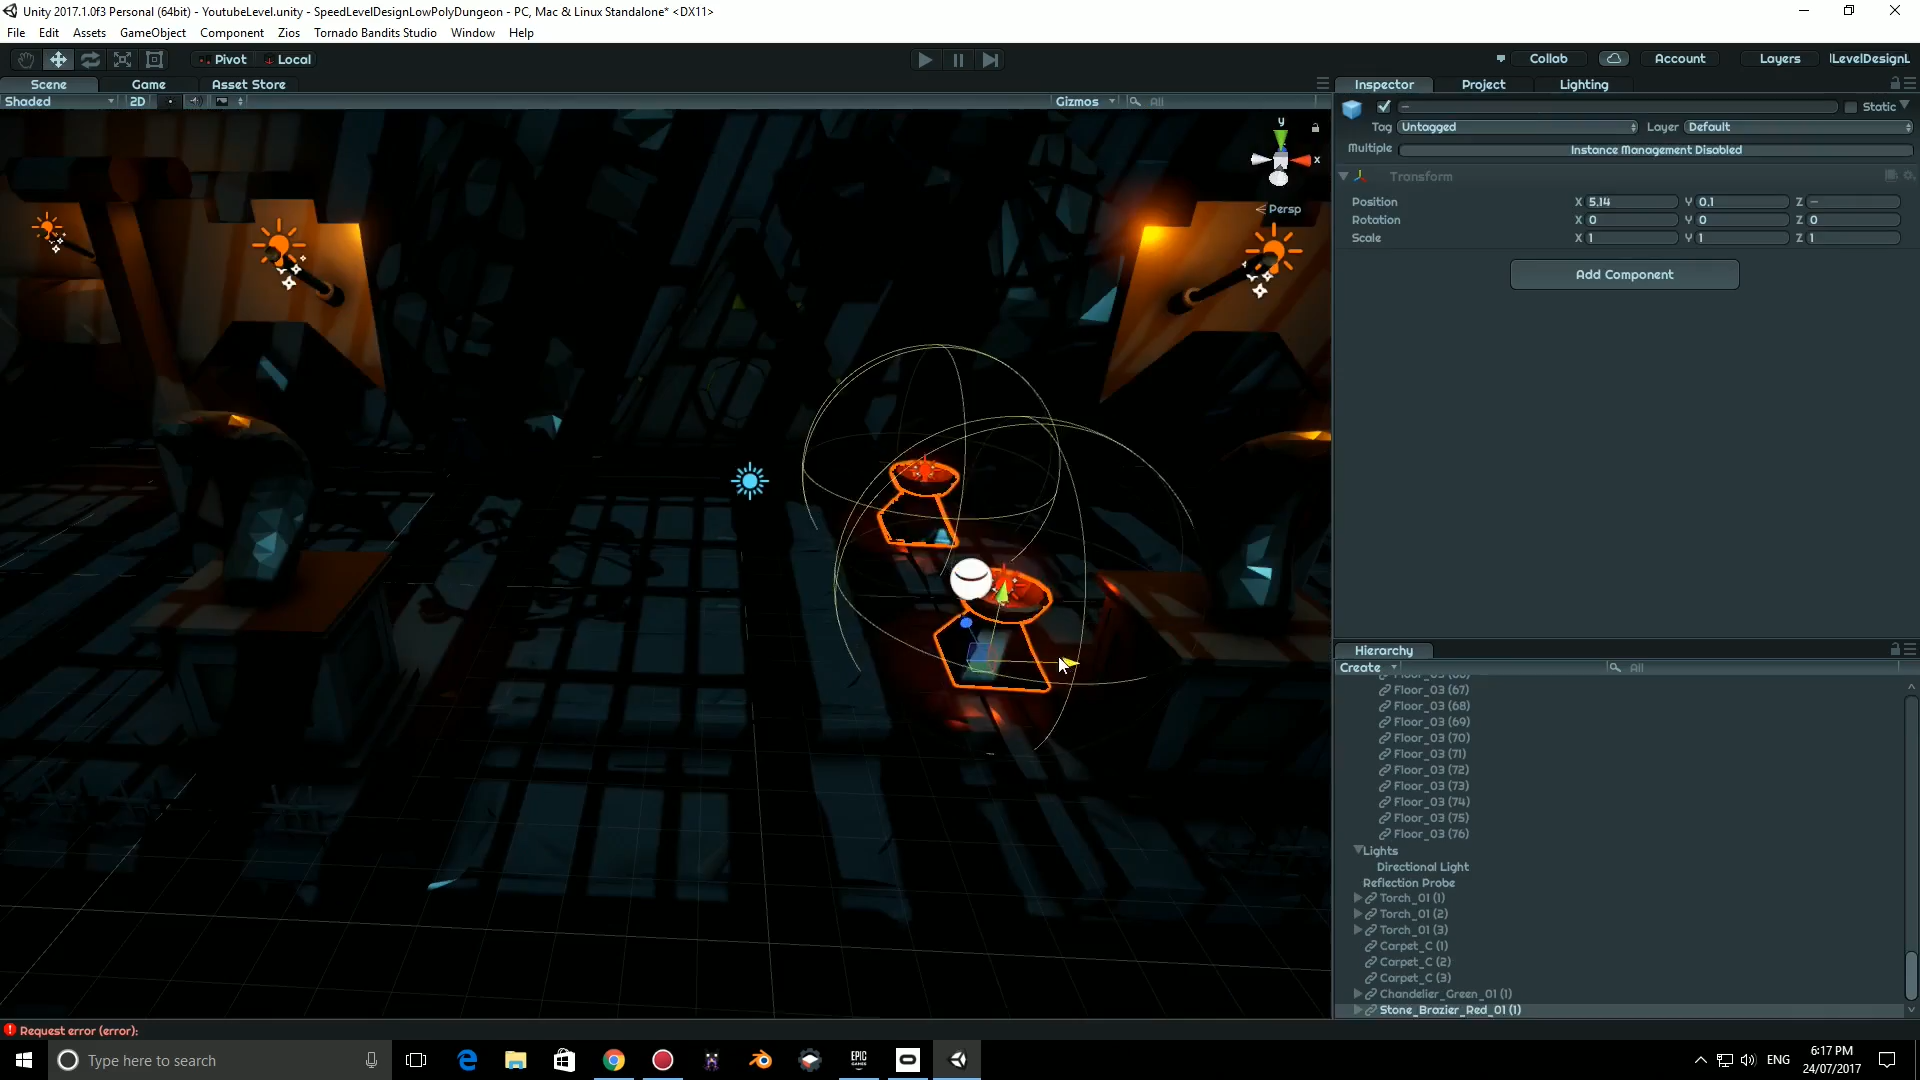 Unity 2017.1.0f3 Personal (64bit) - YoutubeLevel.unity - SpeedLevelDesignLowPolyDungeon - PC, Mac & Linux Standalone* <DX11>
File Edit Assets GameObject Component Zios Tornado Bandits Studio Window Help
Pivot Local Collab Account Layers lLevelDesignL
Scene Game Asset Store Inspector Project Lighting
Shaded 2D Gizmos All
Static
Tag Untagged Layer Default
Multiple Instance Management Disabled
Transform
Position X 5.14 Y 0.1 Z –
Rotation X 0 Y 0 Z 0
Scale X 1 Y 1 Z 1
Add Component
y
x
Persp
Hierarchy
Create All
Floor_03 (67)
Floor_03 (68)
Floor_03 (69)
Floor_03 (70)
Floor_03 (71)
Floor_03 (72)
Floor_03 (73)
Floor_03 (74)
Floor_03 (75)
Floor_03 (76)
Lights
Directional Light
Reflection Probe
Torch_01 (1)
Torch_01 (2)
Torch_01 (3)
Carpet_C (1)
Carpet_C (2)
Carpet_C (3)
Chandelier_Green_01 (1)
Stone_Brazier_Red_01 (1)
Request error (error):
Type here to search
EPIC GAMES
ENG
6:17 PM
24/07/2017